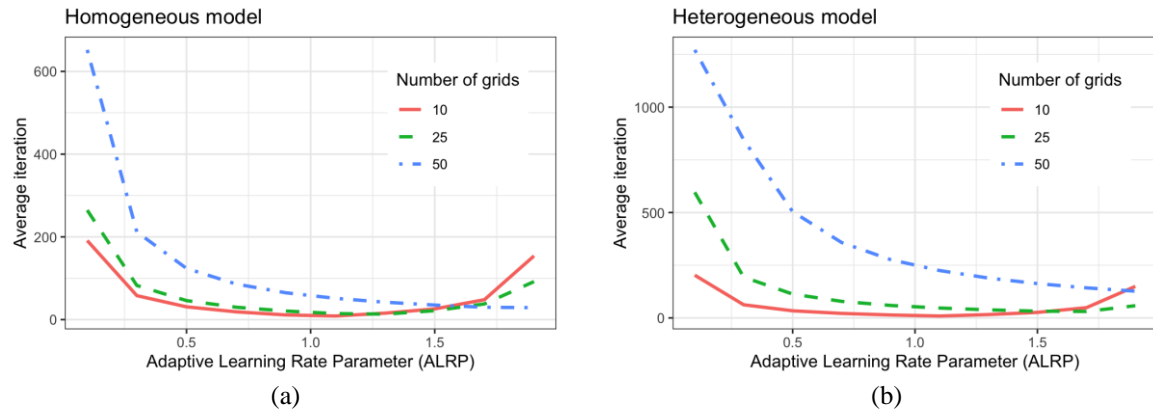 Homogeneous model
600
400
200
0
Average iteration
0.5
1.0
1.5
Adaptive Learning Rate Parameter (ALRP)
Number of grids
10
25
50
(a)
Heterogeneous model
1000
500
0
Average iteration
0.5
1.0
1.5
Adaptive Learning Rate Parameter (ALRP)
Number of grids
10
25
50
(b)